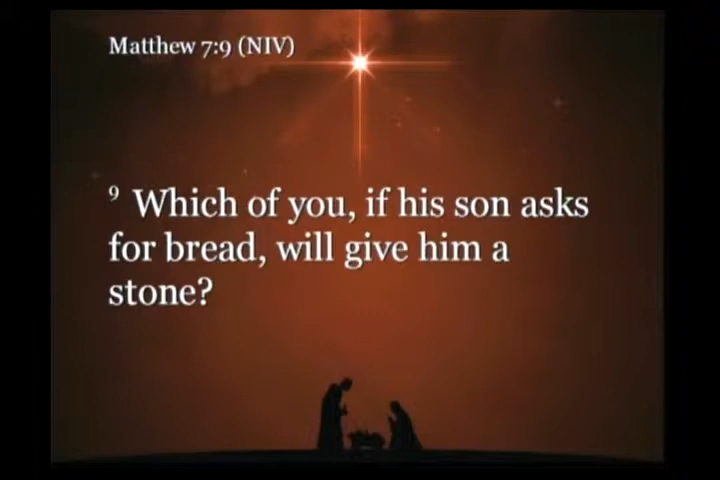 Matthew 7:9 (NIV)
9 Which of you, if his son asks
for bread, will give him a
stone?